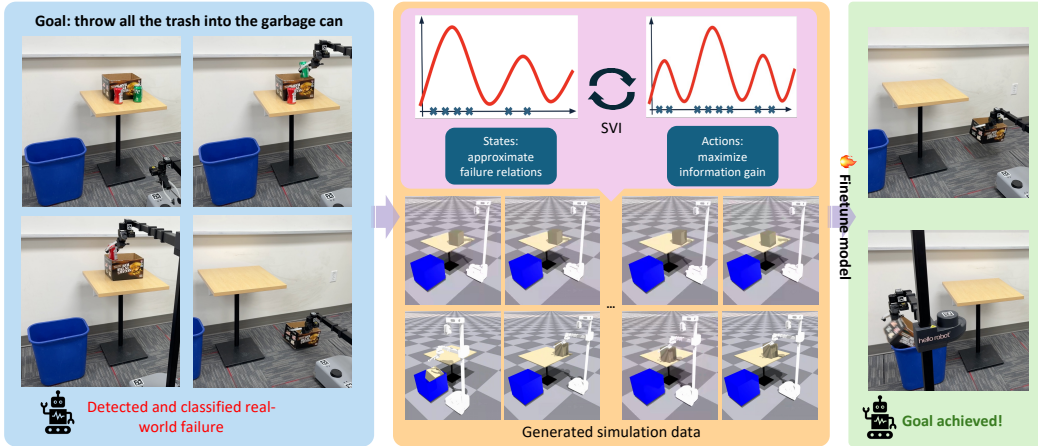 Goal: throw all the trash into the garbage can
Detected and classified real-
world failure
SVI
States:
approximate
failure relations
Actions:
maximize
information gain
...
Generated simulation data
Finetune model
hello robot
Goal achieved!